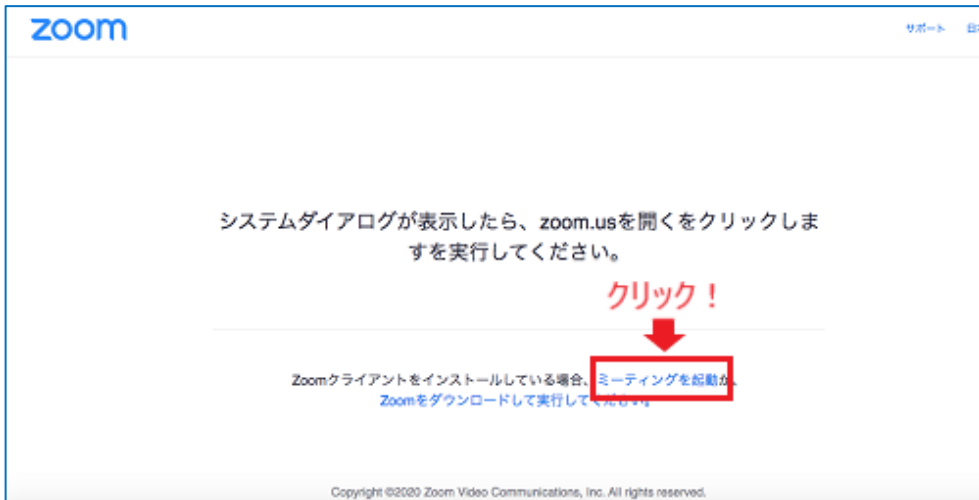 zoom
サポート
システムダイアログが表示したら、zoom.usを開くをクリックしま
すを実行してください。
クリック！
Zoomクライアントをインストールしている場合、ミーティングを起動か、
Zoomをダウンロードして実行してください。
Copyright ©2020 Zoom Video Communications, Inc. All rights reserved.